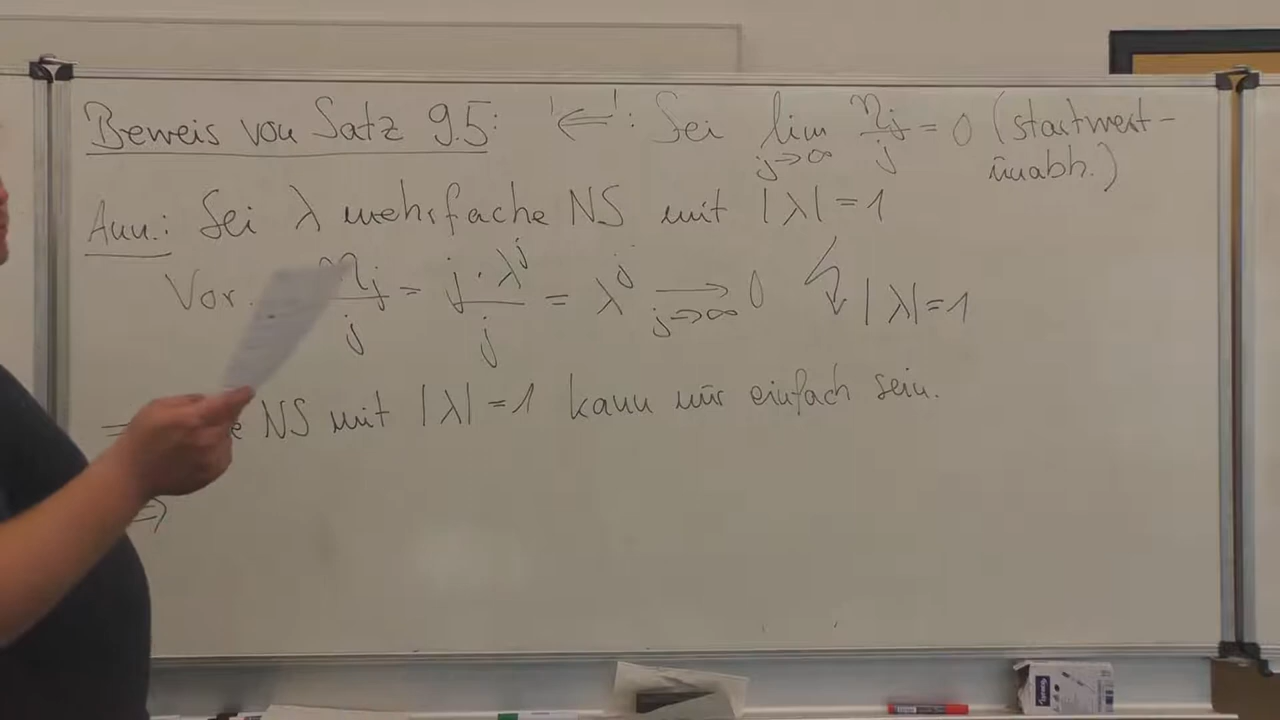 Beweis von Satz 9.5: '⇐': Sei lim_{j→∞} η_j/j = 0 (startwert-
unabh.)
Ann.: Sei λ mehrfache NS mit |λ| = 1
Vor. η_j/j = j·λ^j/j = λ^j →_{j→∞} 0 ↯ |λ|=1
NS mit |λ| = 1 kann nur einfach sein.
⇒